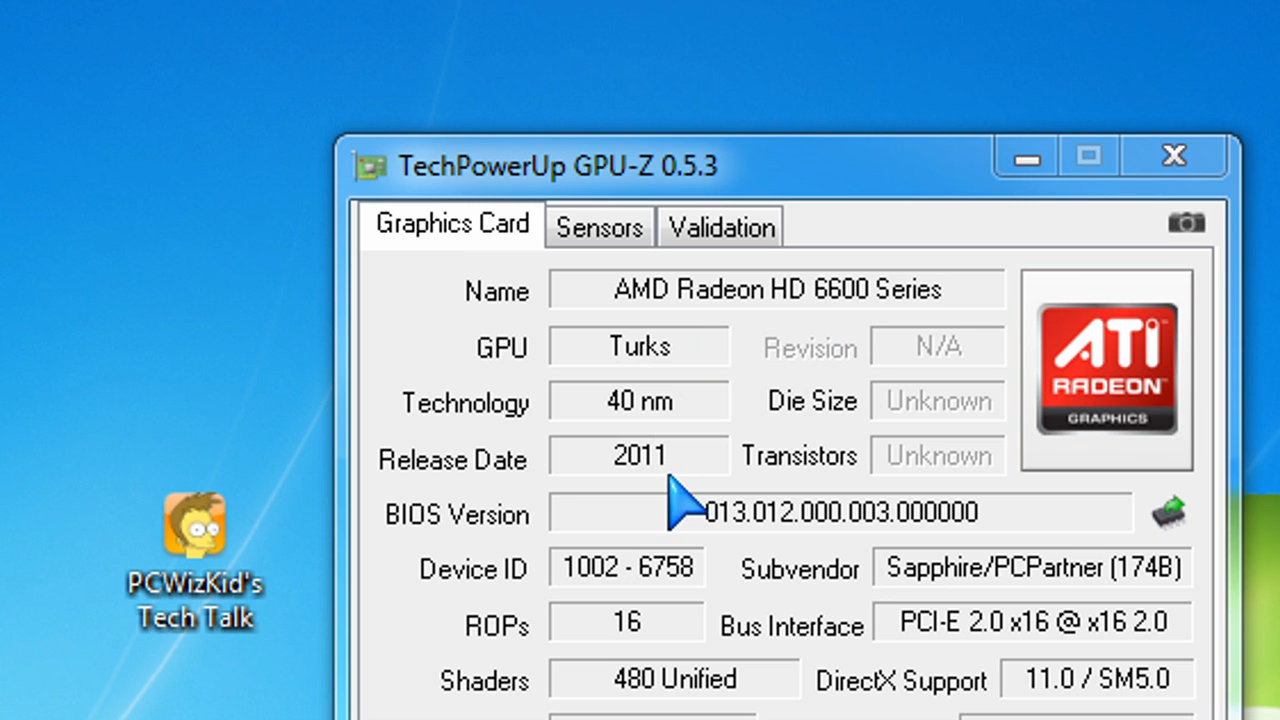 TechPowerUp GPU-Z 0.5.3
Graphics Card Sensors Validation
Name AMD Radeon HD 6600 Series
GPU Turks Revision N/A
ATI
RADEON
GRAPHICS
Technology 40 nm Die Size Unknown
Release Date 2011 Transistors Unknown
BIOS Version 013.012.000.003.000000
Device ID 1002 - 6758 Subvendor Sapphire/PCPartner (174B)
ROPs 16 Bus Interface PCI-E 2.0 x16 @ x16 2.0
Shaders 480 Unified DirectX Support 11.0 / SM5.0
PCWizKid's
Tech Talk